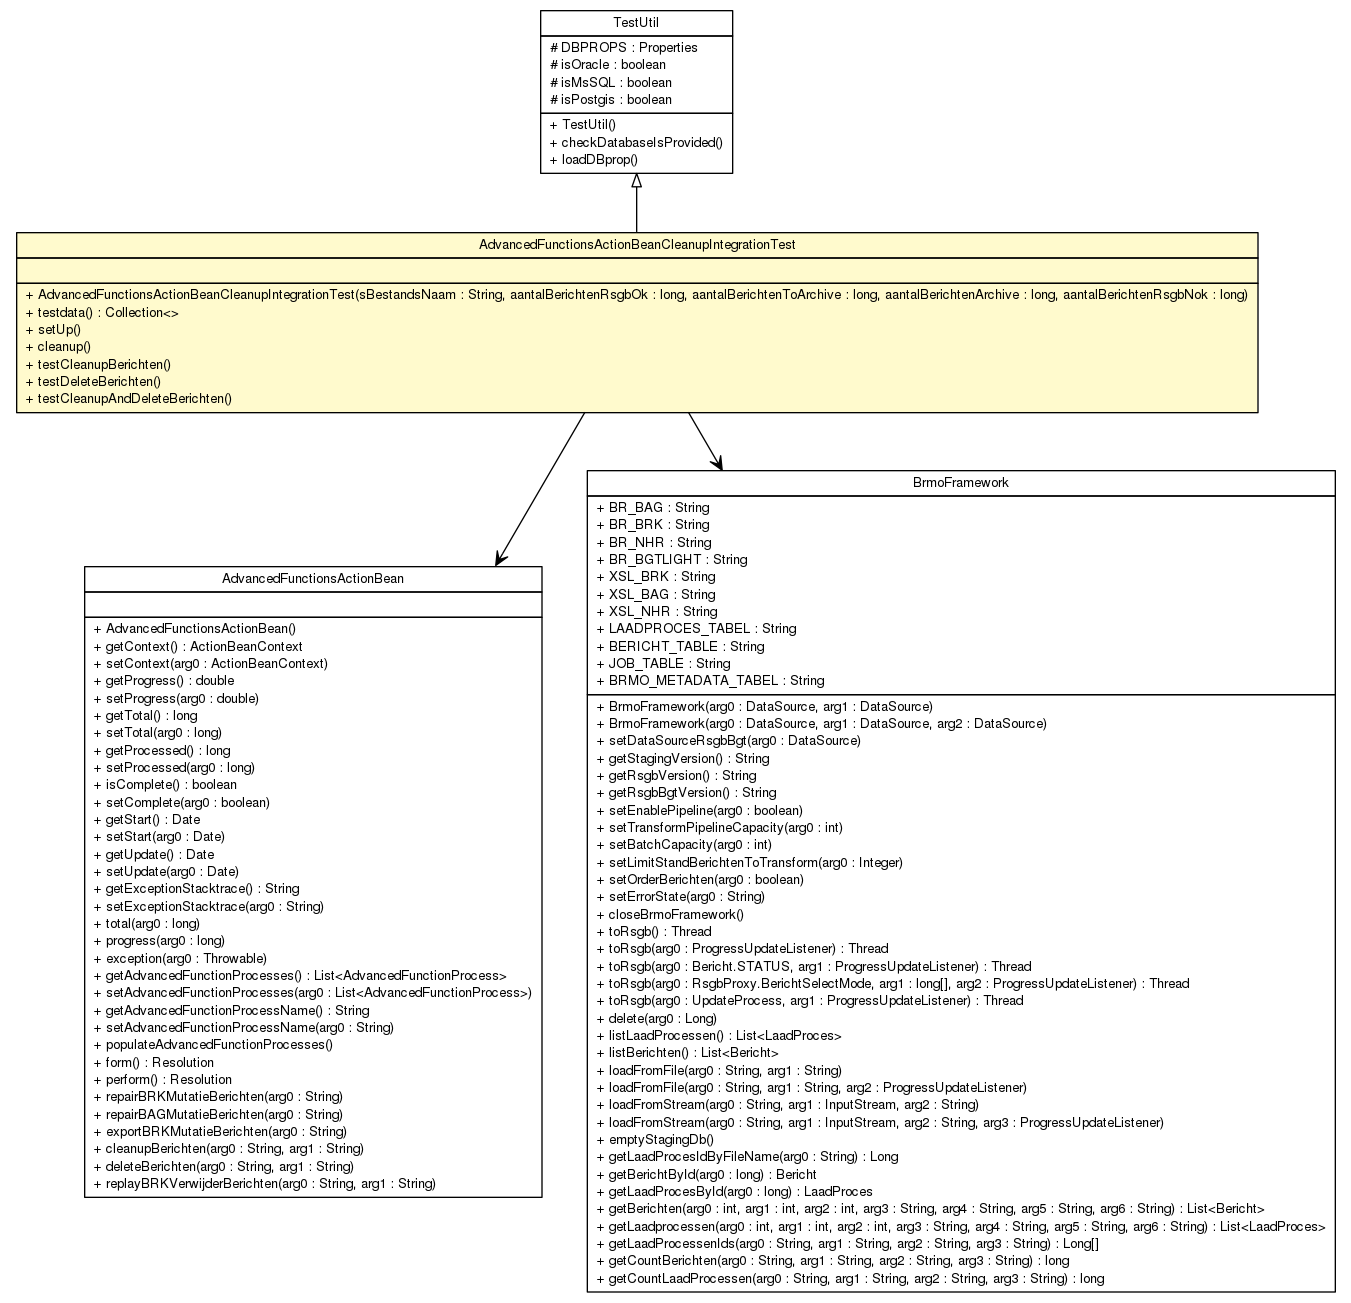 TestUtil
# DBPROPS : Properties
# isOracle : boolean
# isMsSQL : boolean
# isPostgis : boolean
+ TestUtil()
+ checkDatabaseIsProvided()
+ loadDBprop()
AdvancedFunctionsActionBeanCleanupIntegrationTest
+ AdvancedFunctionsActionBeanCleanupIntegrationTest(sBestandsNaam : String, aantalBerichtenRsgbOk : long, aantalBerichtenToArchive : long, aantalBerichtenArchive : long, aantalBerichtenRsgbNok : long)
+ testdata() : Collection<>
+ setUp()
+ cleanup()
+ testCleanupBerichten()
+ testDeleteBerichten()
+ testCleanupAndDeleteBerichten()
AdvancedFunctionsActionBean
+ AdvancedFunctionsActionBean()
+ getContext() : ActionBeanContext
+ setContext(arg0 : ActionBeanContext)
+ getProgress() : double
+ setProgress(arg0 : double)
+ getTotal() : long
+ setTotal(arg0 : long)
+ getProcessed() : long
+ setProcessed(arg0 : long)
+ isComplete() : boolean
+ setComplete(arg0 : boolean)
+ getStart() : Date
+ setStart(arg0 : Date)
+ getUpdate() : Date
+ setUpdate(arg0 : Date)
+ getExceptionStacktrace() : String
+ setExceptionStacktrace(arg0 : String)
+ total(arg0 : long)
+ progress(arg0 : long)
+ exception(arg0 : Throwable)
+ getAdvancedFunctionProcesses() : List<AdvancedFunctionProcess>
+ setAdvancedFunctionProcesses(arg0 : List<AdvancedFunctionProcess>)
+ getAdvancedFunctionProcessName() : String
+ setAdvancedFunctionProcessName(arg0 : String)
+ populateAdvancedFunctionProcesses()
+ form() : Resolution
+ perform() : Resolution
+ repairBRKMutatieBerichten(arg0 : String)
+ repairBAGMutatieBerichten(arg0 : String)
+ exportBRKMutatieBerichten(arg0 : String)
+ cleanupBerichten(arg0 : String, arg1 : String)
+ deleteBerichten(arg0 : String, arg1 : String)
+ replayBRKVerwijderBerichten(arg0 : String, arg1 : String)
BrmoFramework
+ BR_BAG : String
+ BR_BRK : String
+ BR_NHR : String
+ BR_BGTLIGHT : String
+ XSL_BRK : String
+ XSL_BAG : String
+ XSL_NHR : String
+ LAADPROCES_TABEL : String
+ BERICHT_TABLE : String
+ JOB_TABLE : String
+ BRMO_METADATA_TABEL : String
+ BrmoFramework(arg0 : DataSource, arg1 : DataSource)
+ BrmoFramework(arg0 : DataSource, arg1 : DataSource, arg2 : DataSource)
+ setDataSourceRsgbBgt(arg0 : DataSource)
+ getStagingVersion() : String
+ getRsgbVersion() : String
+ getRsgbBgtVersion() : String
+ setEnablePipeline(arg0 : boolean)
+ setTransformPipelineCapacity(arg0 : int)
+ setBatchCapacity(arg0 : int)
+ setLimitStandBerichtenToTransform(arg0 : Integer)
+ setOrderBerichten(arg0 : boolean)
+ setErrorState(arg0 : String)
+ closeBrmoFramework()
+ toRsgb() : Thread
+ toRsgb(arg0 : ProgressUpdateListener) : Thread
+ toRsgb(arg0 : Bericht.STATUS, arg1 : ProgressUpdateListener) : Thread
+ toRsgb(arg0 : RsgbProxy.BerichtSelectMode, arg1 : long[], arg2 : ProgressUpdateListener) : Thread
+ toRsgb(arg0 : UpdateProcess, arg1 : ProgressUpdateListener) : Thread
+ delete(arg0 : Long)
+ listLaadProcessen() : List<LaadProces>
+ listBerichten() : List<Bericht>
+ loadFromFile(arg0 : String, arg1 : String)
+ loadFromFile(arg0 : String, arg1 : String, arg2 : ProgressUpdateListener)
+ loadFromStream(arg0 : String, arg1 : InputStream, arg2 : String)
+ loadFromStream(arg0 : String, arg1 : InputStream, arg2 : String, arg3 : ProgressUpdateListener)
+ emptyStagingDb()
+ getLaadProcesIdByFileName(arg0 : String) : Long
+ getBerichtById(arg0 : long) : Bericht
+ getLaadProcesById(arg0 : long) : LaadProces
+ getBerichten(arg0 : int, arg1 : int, arg2 : int, arg3 : String, arg4 : String, arg5 : String, arg6 : String) : List<Bericht>
+ getLaadprocessen(arg0 : int, arg1 : int, arg2 : int, arg3 : String, arg4 : String, arg5 : String, arg6 : String) : List<LaadProces>
+ getLaadProcessenIds(arg0 : String, arg1 : String, arg2 : String, arg3 : String) : Long[]
+ getCountBerichten(arg0 : String, arg1 : String, arg2 : String, arg3 : String) : long
+ getCountLaadProcessen(arg0 : String, arg1 : String, arg2 : String, arg3 : String) : long